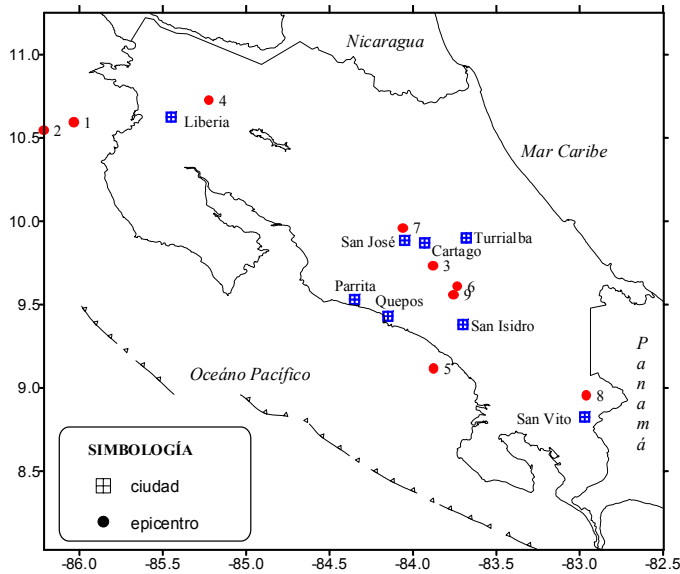 11.0
Nicaragua
4
2
1
Liberia
10.5
Mar Caribe
10.0
7
San José
Turrialba
Cartago
3
6
Parrita
9
9.5
Quepos
San Isidro
Panamá
Océano Pacífico
5
9.0
8
San Vito
SIMBOLOGÍA
8.5
ciudad
epicentro
-86.0
-85.5
-85.0
-84.5
-84.0
-83.5
-83.0
-82.5